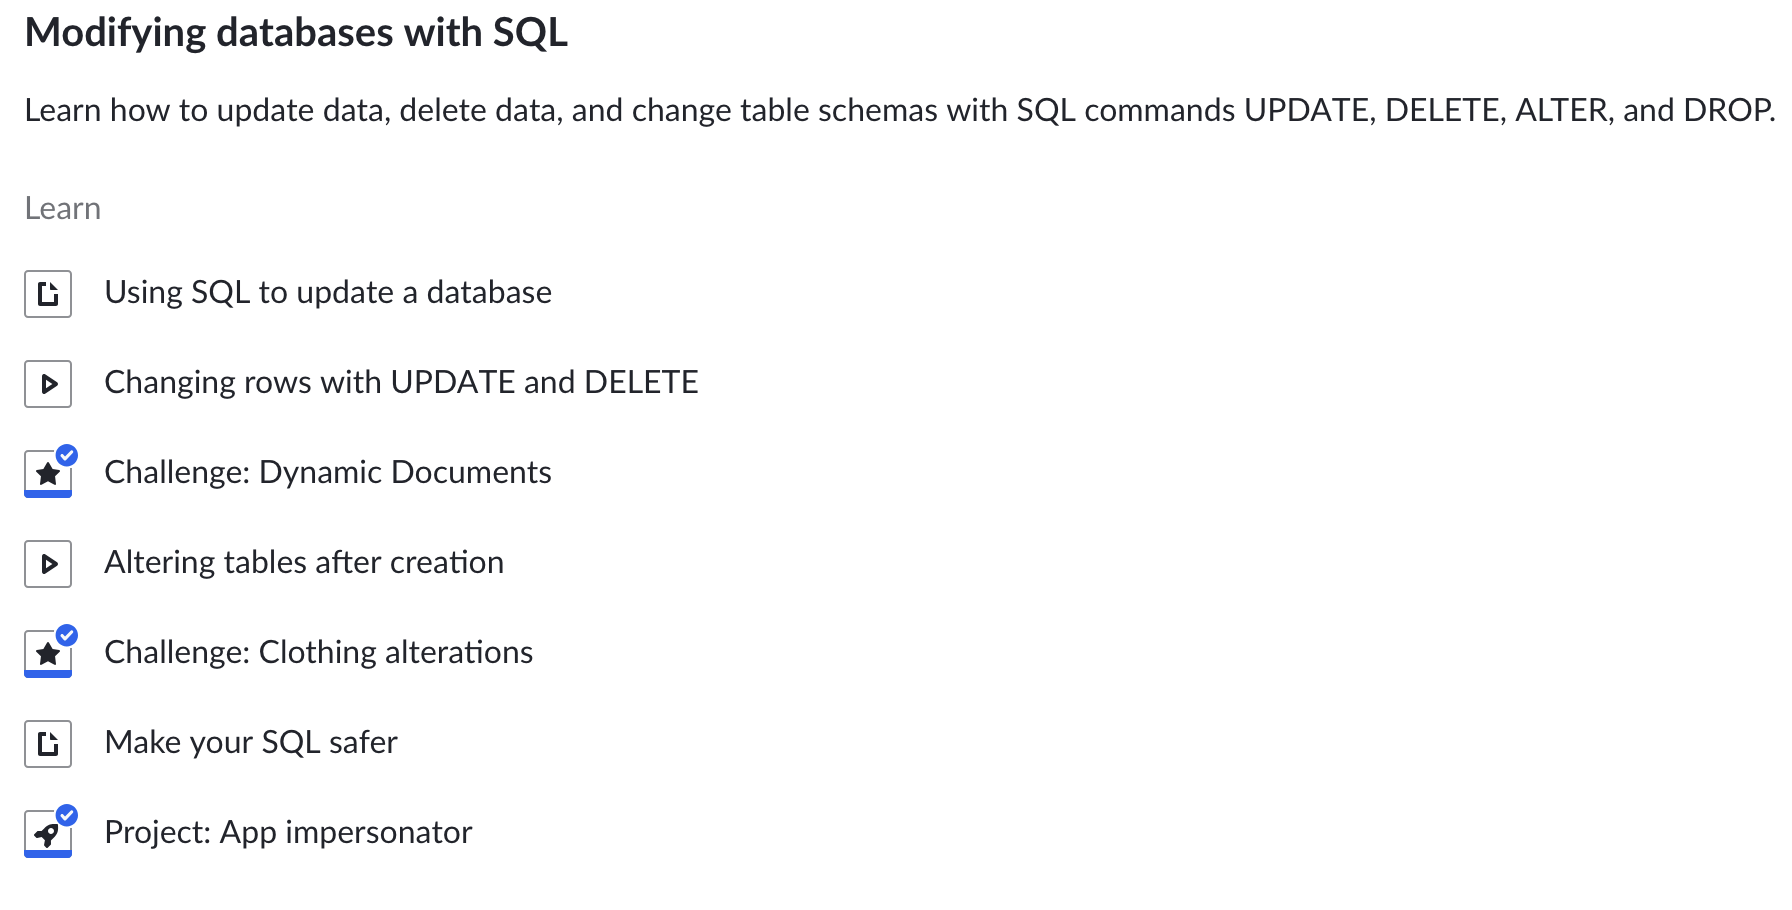 Modifying databases with SQL
Learn how to update data, delete data, and change table schemas with SQL commands UPDATE, DELETE, ALTER, and DROP.
Learn
Using SQL to update a database
Changing rows with UPDATE and DELETE
Challenge: Dynamic Documents
Altering tables after creation
Challenge: Clothing alterations
Make your SQL safer
Project: App impersonator